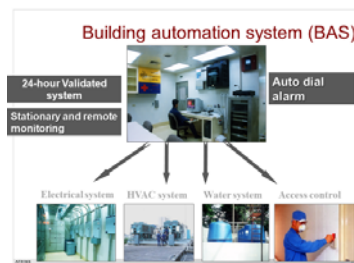 Building automation system (BAS)
24-hour Validated
system
Stationary and remote
monitoring
Auto dial
alarm
Electrical system
HVAC system
Water system
Access control